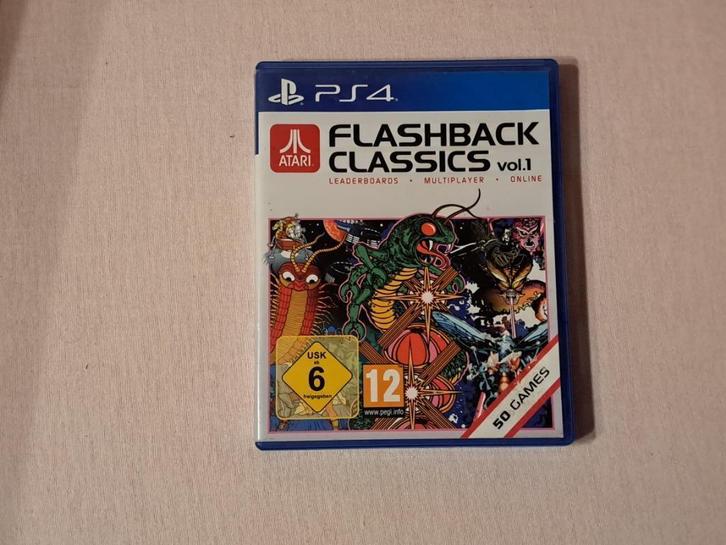 PS4
ATARI
FLASHBACK
CLASSICS vol.1
LEADERBOARDS • MULTIPLAYER • ONLINE
USK
ab
6
freigegeben
12
www.pegi.info
50 GAMES